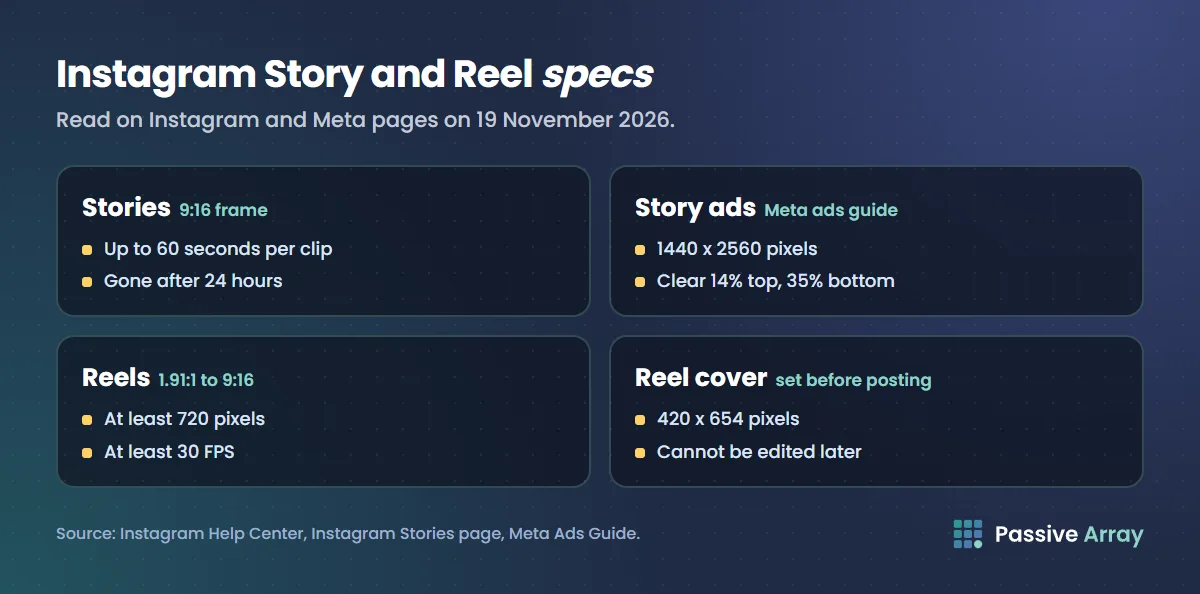 Instagram Story and Reel specs
Read on Instagram and Meta pages on 19 November 2026.
Stories 9:16 frame
Up to 60 seconds per clip
Gone after 24 hours
Story ads Meta ads guide
1440 x 2560 pixels
Clear 14% top, 35% bottom
Reels 1.91:1 to 9:16
At least 720 pixels
At least 30 FPS
Reel cover set before posting
420 x 654 pixels
Cannot be edited later
Source: Instagram Help Center, Instagram Stories page, Meta Ads Guide.
Passive Array